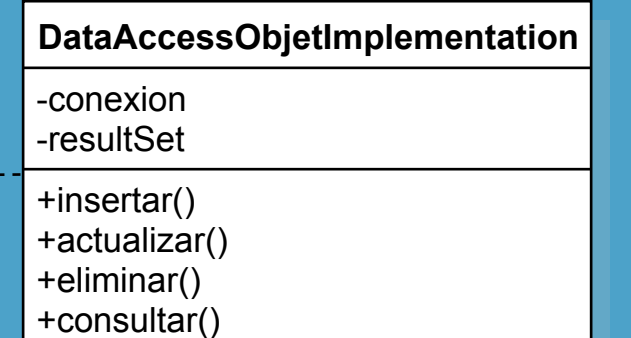 DataAccessObjetImplementation
-conexion
-resultSet
+insertar()
+actualizar()
+eliminar()
+consultar()